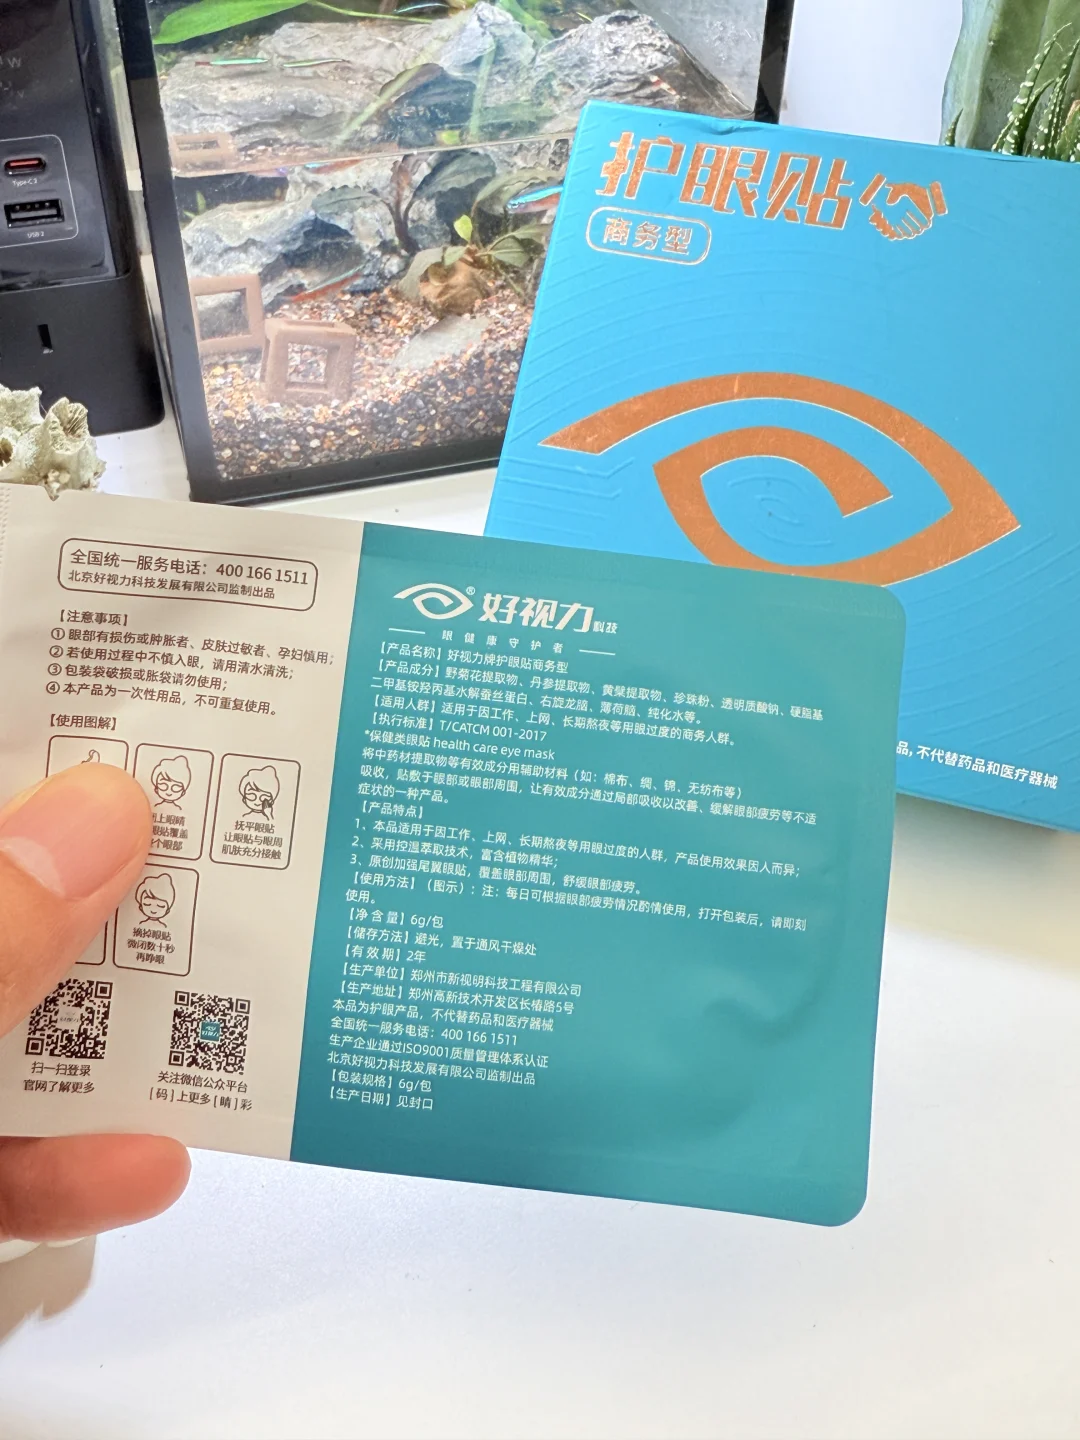 Type-C 3
USB 2
护眼贴
商务型
品,不代替药品和医疗器械
全国统一服务电话：400 166 1511
北京好视力科技发展有限公司监制出品
【注意事项】
① 眼部有损伤或肿胀者、皮肤过敏者、孕妇慎用；
② 若使用过程中不慎入眼，请用清水清洗；
③ 包装袋破损或胀袋请勿使用；
④ 本产品为一次性用品，不可重复使用。
【使用图解】
上眼睛
眼贴覆盖
个眼部
抚平眼贴
让眼贴与眼周
肌肤充分接触
摘掉眼贴
微闭数十秒
再睁眼
扫一扫登录
官网了解更多
关注微信公众平台
[码]上更多[睛]彩
®好视力科技
眼健康守护者
【产品名称】好视力牌护眼贴商务型
【产品成分】野菊花提取物、丹参提取物、黄檗提取物、珍珠粉、透明质酸钠、硬脂基
二甲基铵羟丙基水解蚕丝蛋白、右旋龙脑、薄荷脑、纯化水等。
【适用人群】适用于因工作、上网、长期熬夜等用眼过度的商务人群。
【执行标准】T/CATCM 001-2017
*保健类眼贴 health care eye mask
将中药材提取物等有效成分用辅助材料（如：棉布、绸、锦、无纺布等）
吸收，贴敷于眼部或眼部周围，让有效成分通过局部吸收以改善、缓解眼部疲劳等不适
症状的一种产品。
【产品特点】
1、本品适用于因工作、上网、长期熬夜等用眼过度的人群，产品使用效果因人而异；
2、采用控温萃取技术，富含植物精华；
3、原创加强尾翼眼贴，覆盖眼部周围，舒缓眼部疲劳。
【使用方法】（图示）：注：每日可根据眼部疲劳情况酌情使用，打开包装后，请即刻
使用。
【净 含 量】6g/包
【储存方法】避光，置于通风干燥处
【有 效 期】2年
【生产单位】郑州市新视明科技工程有限公司
【生产地址】郑州高新技术开发区长椿路5号
本品为护眼产品，不代替药品和医疗器械
全国统一服务电话：400 166 1511
生产企业通过ISO9001质量管理体系认证
北京好视力科技发展有限公司监制出品
【包装规格】6g/包
【生产日期】见封口